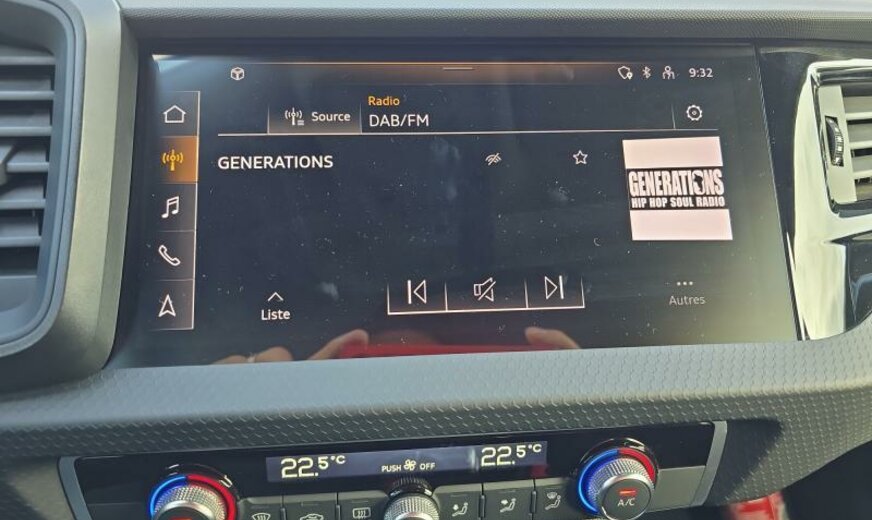 9:32
Radio
Source DAB/FM
GENERATIONS
GENERATIONS
HIP HOP SOUL RADIO
Liste
Autres
22.5°C
PUSH OFF
22.5°C
A/C